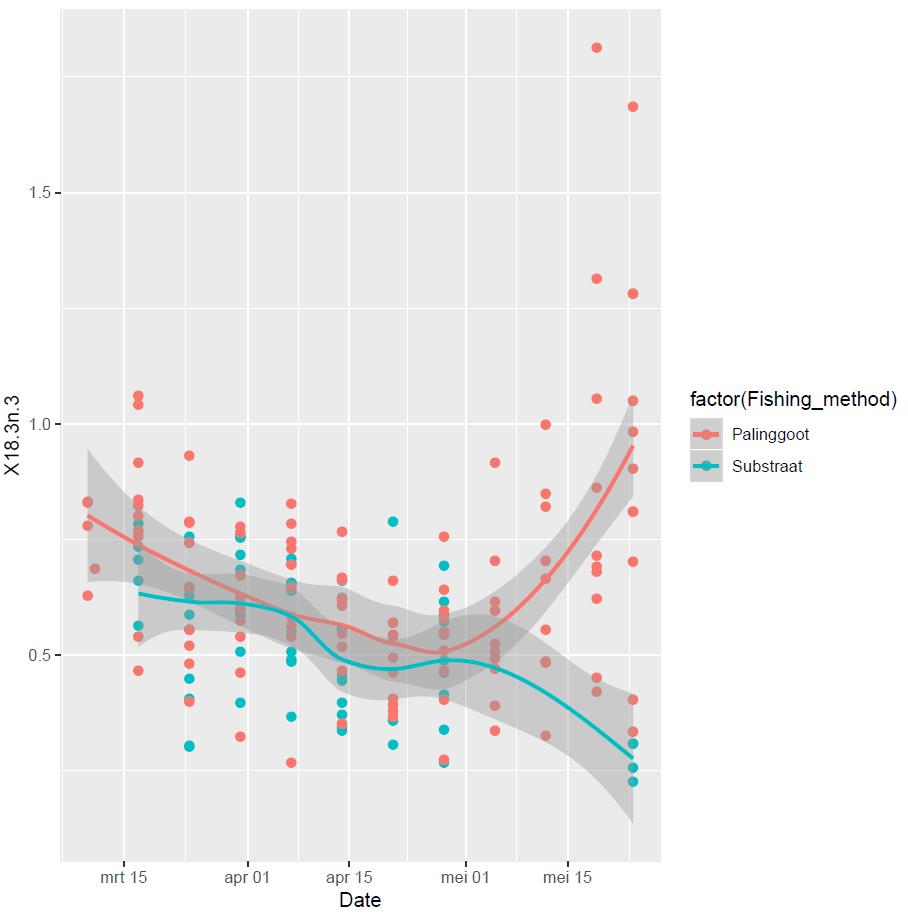 X18.3n.3
1.5
1.0
0.5
mrt 15
apr 01
apr 15
mei 01
mei 15
Date
factor(Fishing_method)
Palinggoot
Substraat